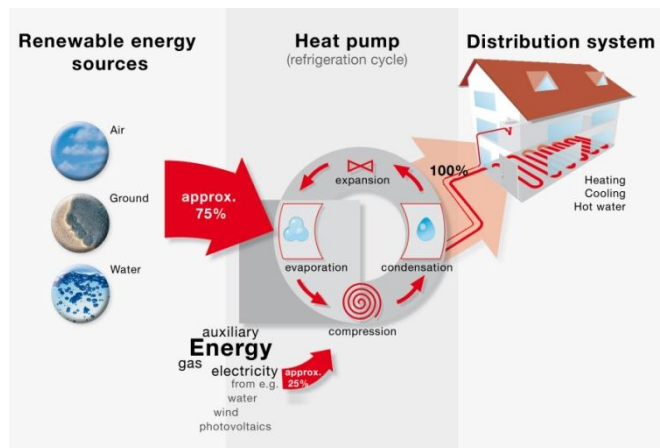 Renewable energy
sources
Air
Ground
Water
approx.
75%
Heat pump
(refrigeration cycle)
expansion
evaporation
condensation
compression
auxiliary
Energy
gas
electricity
from e.g.
water
wind
photovoltaics
approx.
25%
Distribution system
100%
Heating
Cooling
Hot water